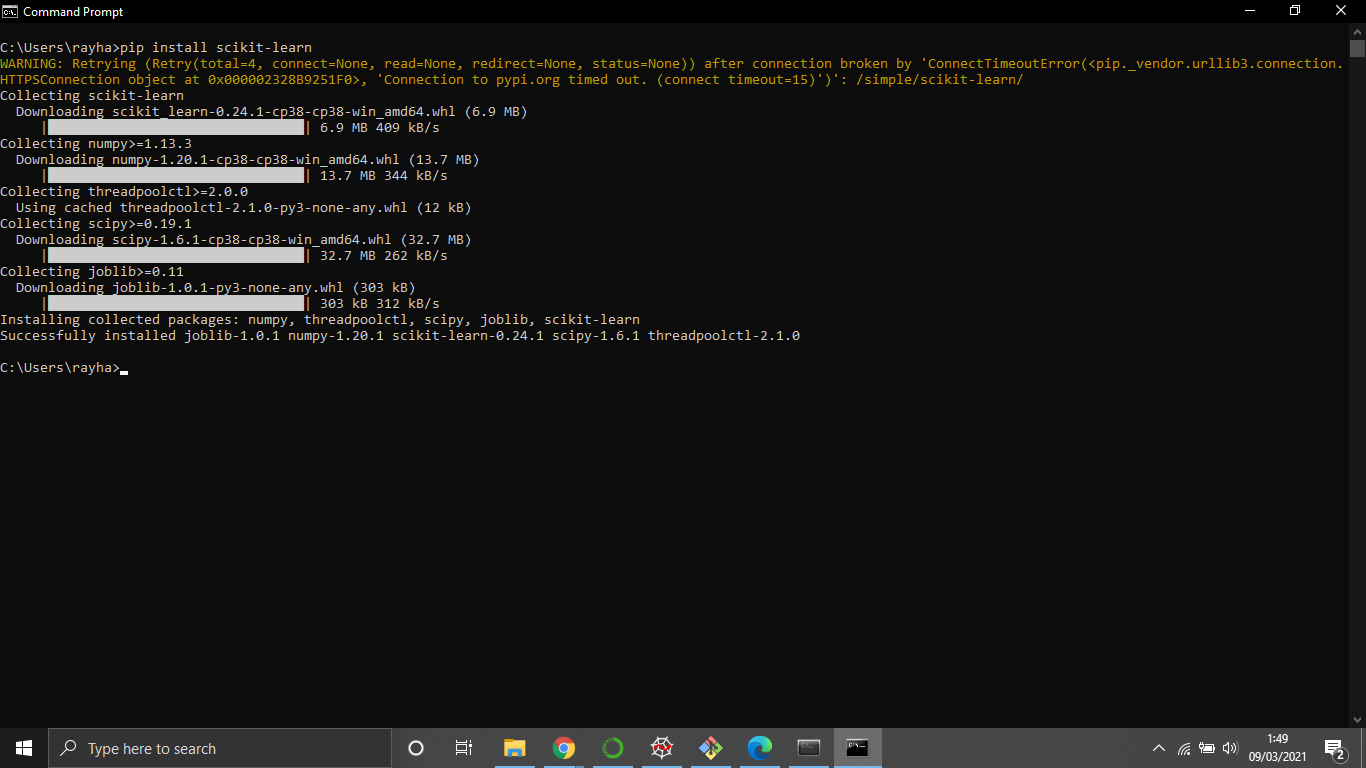 Command Prompt
C:\Users\rayha>pip install scikit-learn
WARNING: Retrying (Retry(total=4, connect=None, read=None, redirect=None, status=None)) after connection broken by 'ConnectTimeoutError(<pip._vendor.urllib3.connection.
HTTPSConnection object at 0x000002328B9251F0>, 'Connection to pypi.org timed out. (connect timeout=15)')': /simple/scikit-learn/
Collecting scikit-learn
  Downloading scikit_learn-0.24.1-cp38-cp38-win_amd64.whl (6.9 MB)
     |████████████████████████████████| 6.9 MB 409 kB/s
Collecting numpy>=1.13.3
  Downloading numpy-1.20.1-cp38-cp38-win_amd64.whl (13.7 MB)
     |████████████████████████████████| 13.7 MB 344 kB/s
Collecting threadpoolctl>=2.0.0
  Using cached threadpoolctl-2.1.0-py3-none-any.whl (12 kB)
Collecting scipy>=0.19.1
  Downloading scipy-1.6.1-cp38-cp38-win_amd64.whl (32.7 MB)
     |████████████████████████████████| 32.7 MB 262 kB/s
Collecting joblib>=0.11
  Downloading joblib-1.0.1-py3-none-any.whl (303 kB)
     |████████████████████████████████| 303 kB 312 kB/s
Installing collected packages: numpy, threadpoolctl, scipy, joblib, scikit-learn
Successfully installed joblib-1.0.1 numpy-1.20.1 scikit-learn-0.24.1 scipy-1.6.1 threadpoolctl-2.1.0
C:\Users\rayha>
Type here to search
1:49
09/03/2021
2